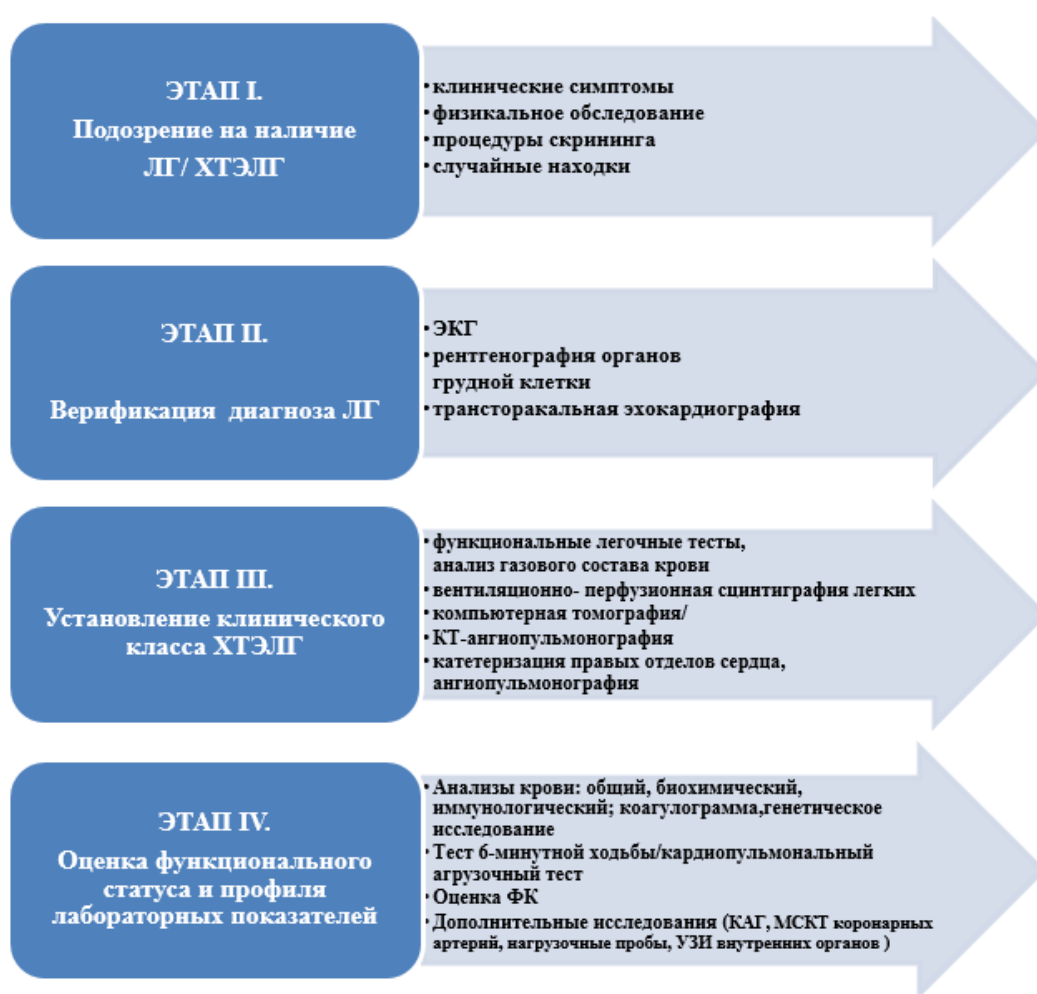 ЭТАП I.
Подозрение на наличие
ЛГ/ ХТЭЛГ
•клинические симптомы
•физикальное обследование
•процедуры скрининга
•случайные находки
ЭТАП II.
Верификация диагноза ЛГ
•ЭКГ
•рентгенография органов
грудной клетки
•трансторакальная эхокардиография
ЭТАП III.
Установление клинического
класса ХТЭЛГ
•функциональные легочные тесты,
анализ газового состава крови
•вентиляционно- перфузионная сцинтиграфия легких
•компьютерная томография/
•КТ-ангиопульмонография
•катетеризация правых отделов сердца,
ангиопульмонография
ЭТАП IV.
Оценка функционального
статуса и профиля
лабораторных показателей
•Анализы крови: общий, биохимический,
иммунологический; коагулограмма,генетическое
исследование
•Тест 6-минутной ходьбы/кардиопульмональный
агрузочный тест
•Оценка ФК
•Дополнительные исследования (КАГ, МСКТ коронарных
артерий, нагрузочные пробы, УЗИ внутренних органов )